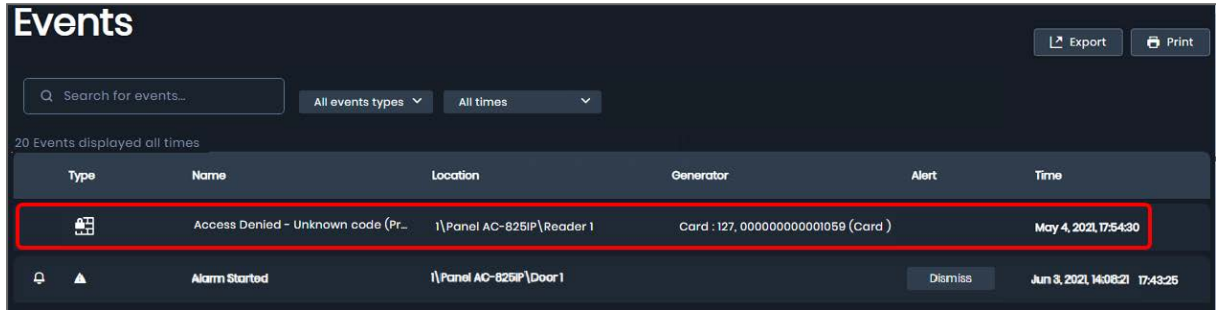 Events
Export Print
Search for events... All events types All times
20 Events displayed all times
Type Name Location Generator Alert Time
Access Denied - Unknown code (Pr... 1\Panel AC-825IP\Reader 1 Card : 127, 000000000001059 (Card ) May 4, 2021, 17:54:30
Alarm Started 1\Panel AC-825IP\Door 1 Dismiss Jun 3, 2021, 14:08:21 17:43:25